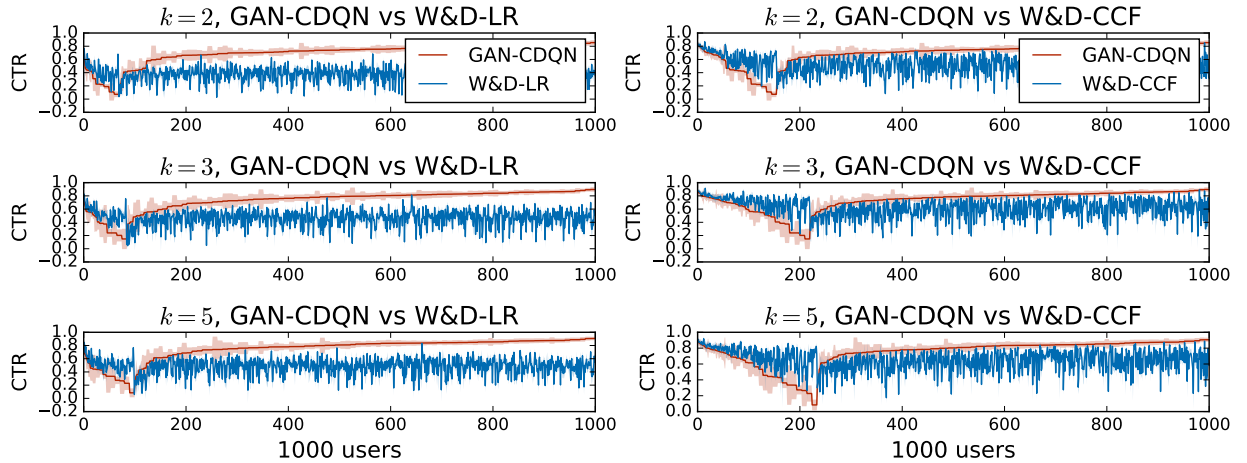 k = 2, GAN-CDQN vs W&D-LR
CTR
1.0
0.8
0.6
0.4
0.2
0.0
−0.2
GAN-CDQN
W&D-LR
0 200 400 600 800 1000
k = 2, GAN-CDQN vs W&D-CCF
CTR
1.0
0.8
0.6
0.4
0.2
0.0
−0.2
GAN-CDQN
W&D-CCF
0 200 400 600 800 1000
k = 3, GAN-CDQN vs W&D-LR
CTR
1.0
0.8
0.6
0.4
0.2
0.0
−0.2
0 200 400 600 800 1000
k = 3, GAN-CDQN vs W&D-CCF
CTR
1.0
0.8
0.6
0.4
0.2
0.0
−0.2
0 200 400 600 800 1000
k = 5, GAN-CDQN vs W&D-LR
CTR
1.0
0.8
0.6
0.4
0.2
0.0
−0.2
0 200 400 600 800 1000
1000 users
k = 5, GAN-CDQN vs W&D-CCF
CTR
1.0
0.8
0.6
0.4
0.2
0.0
0 200 400 600 800 1000
1000 users